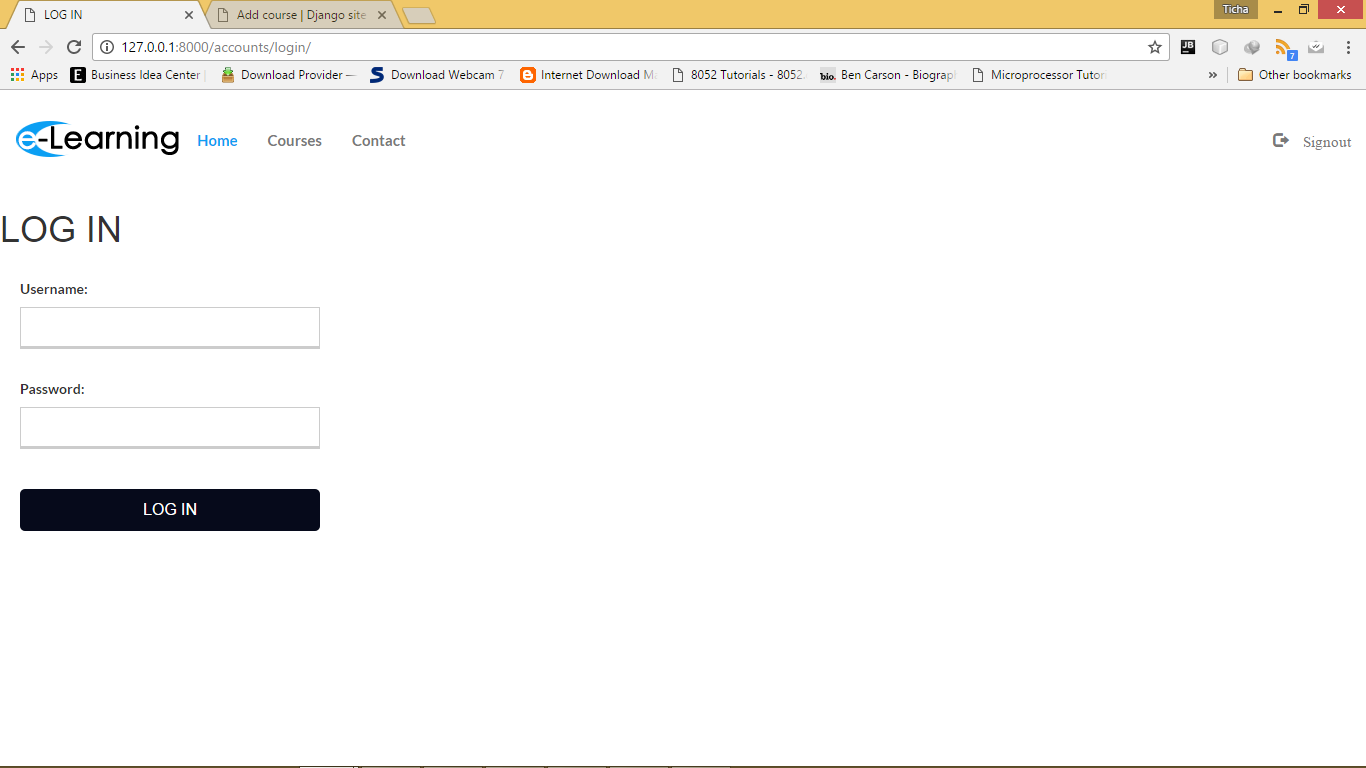 LOG IN
Add course | Django site
Ticha
127.0.0.1:8000/accounts/login/
JB
7
Apps
E
Business Idea Center
Download Provider —
S
Download Webcam 7
Internet Download Ma
8052 Tutorials - 8052.
bio.
Ben Carson - Biograph
Microprocessor Tutor
»
Other bookmarks
e-Learning
Home
Courses
Contact
Signout
LOG IN
Username:
Password:
LOG IN